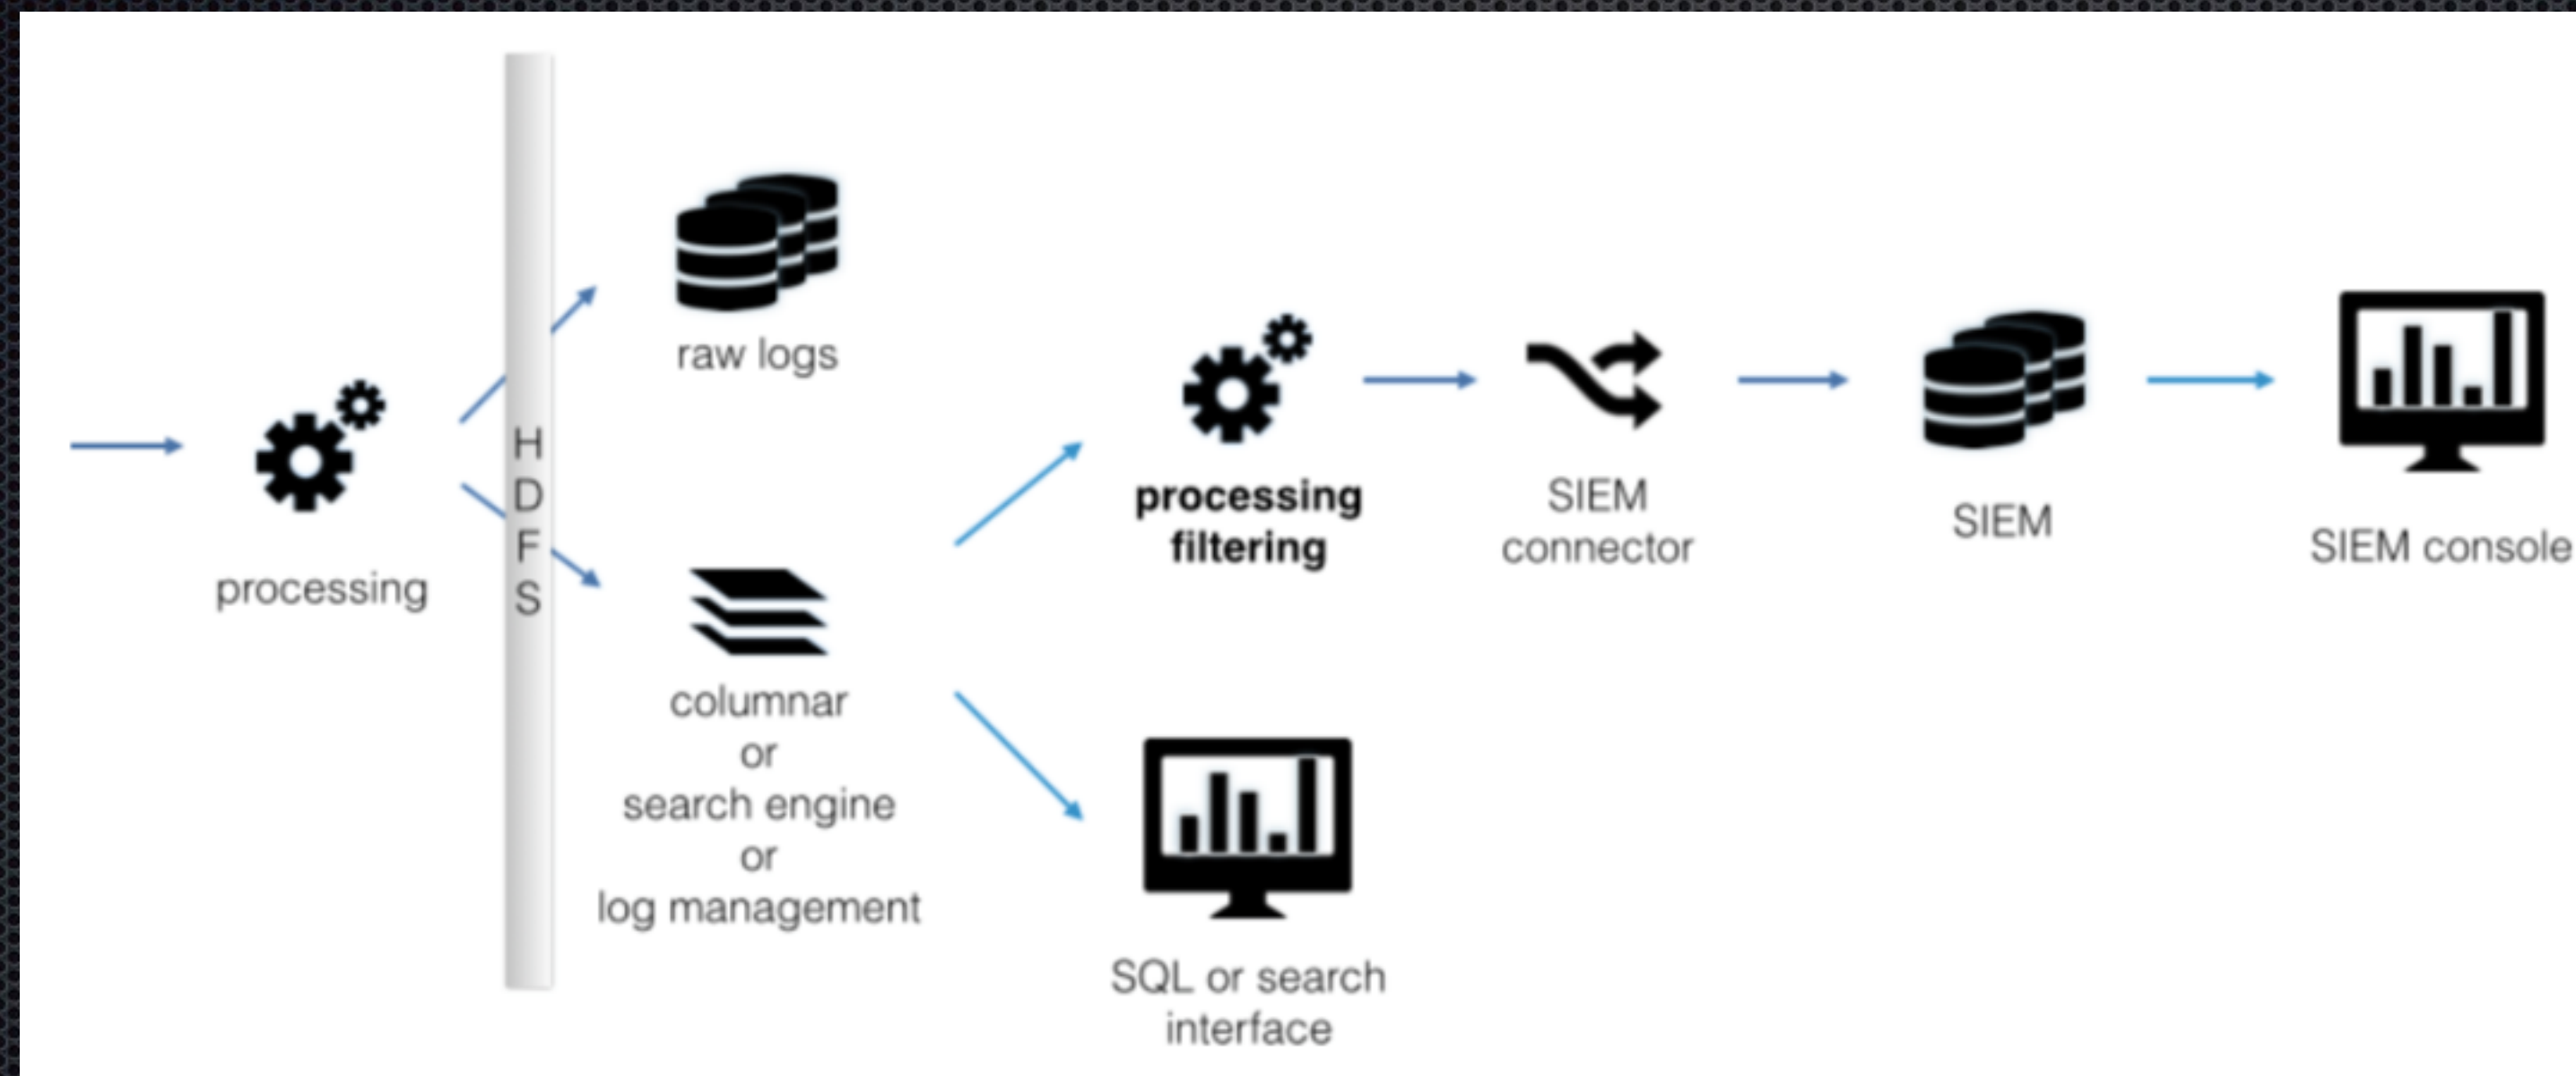 processing
H
D
F
S
raw logs
columnar
or
search engine
or
log management
processing
filtering
SIEM
connector
SIEM
SIEM console
SQL or search
interface